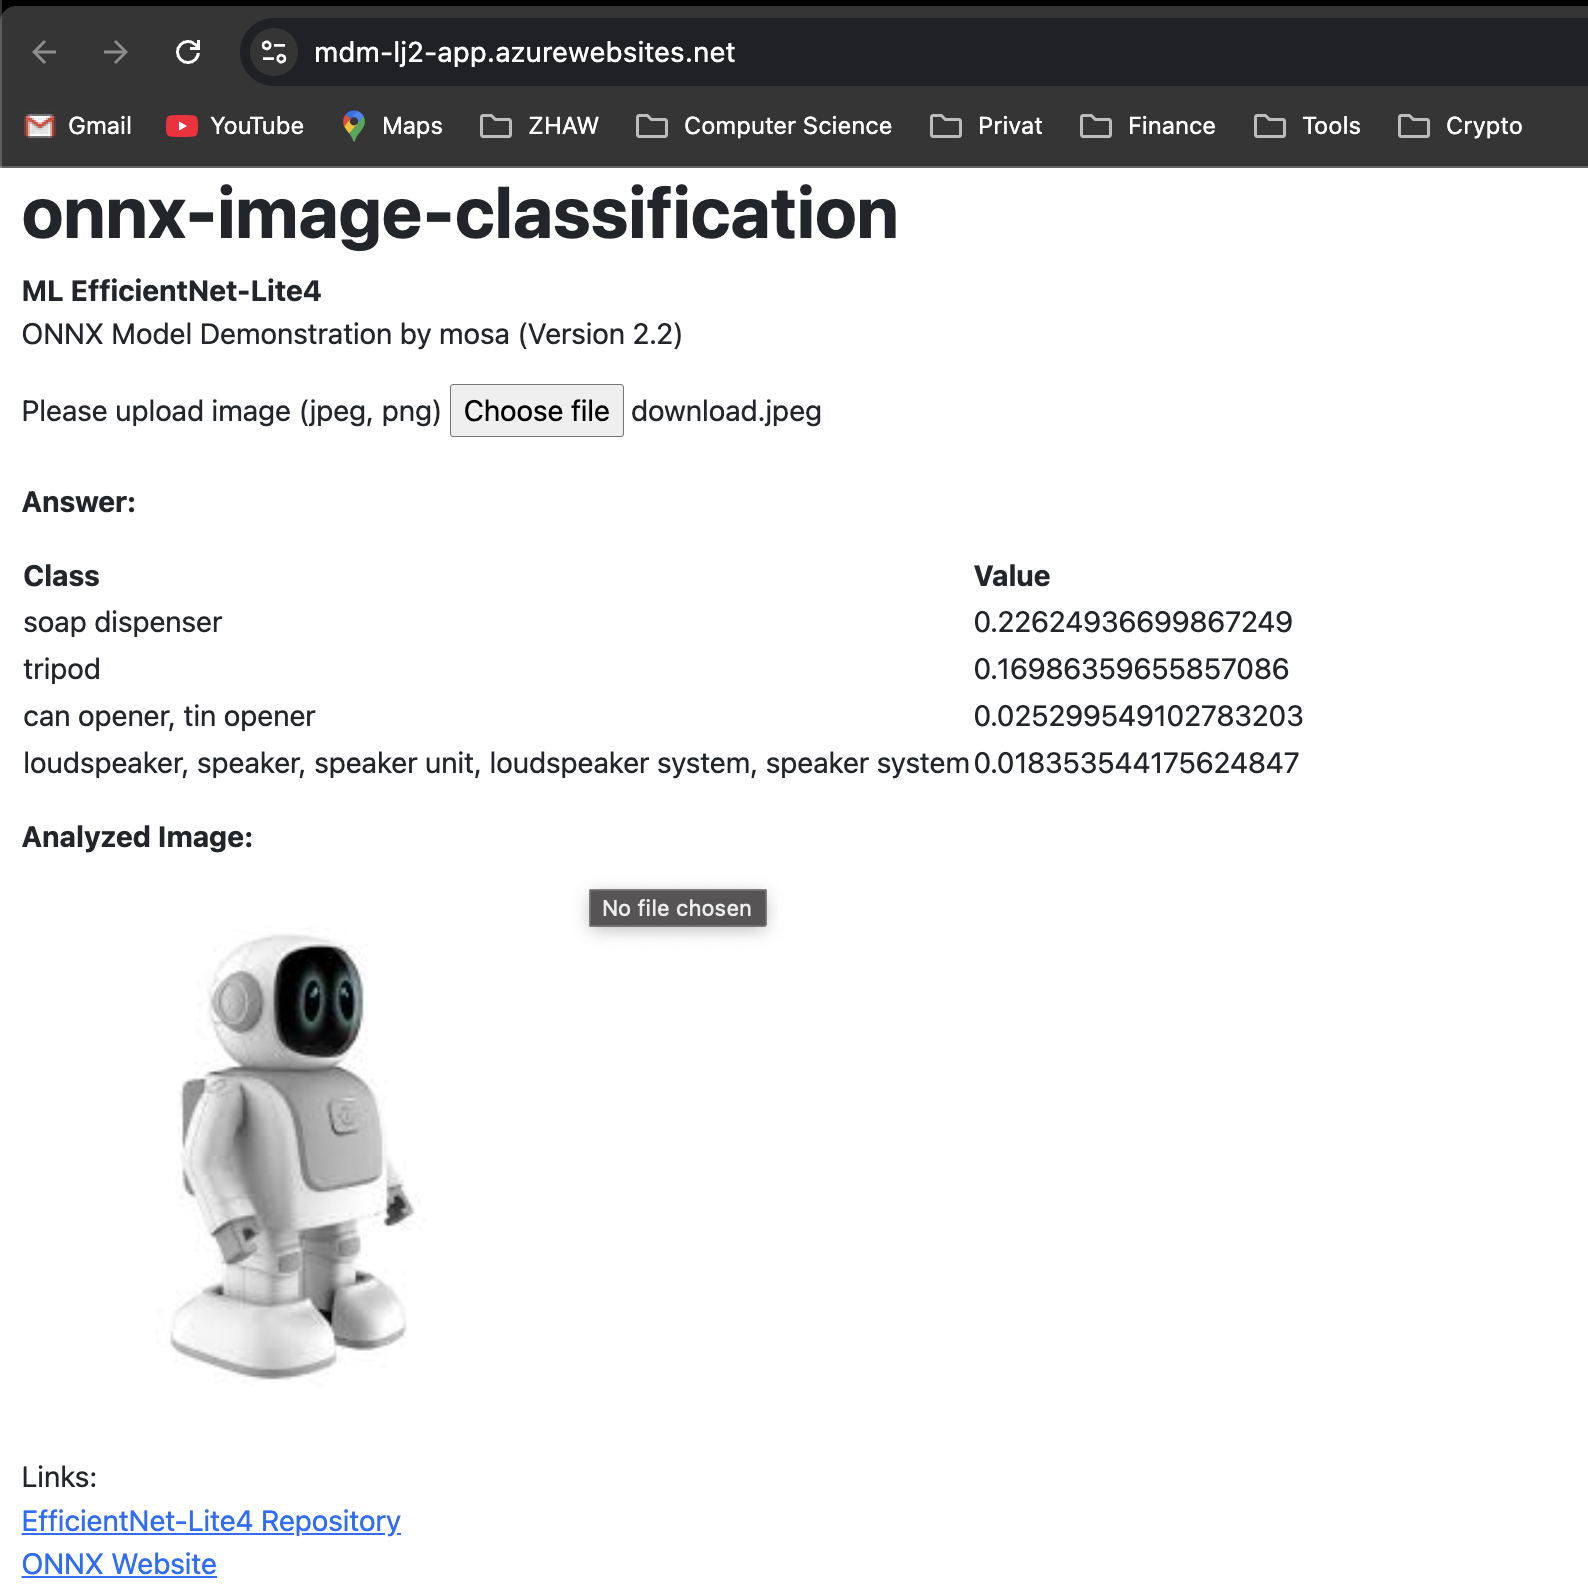 mdm-lj2-app.azurewebsites.net
Gmail YouTube Maps ZHAW Computer Science Privat Finance Tools Crypto
onnx-image-classification
ML EfficientNet-Lite4
ONNX Model Demonstration by mosa (Version 2.2)
Please upload image (jpeg, png) Choose file download.jpeg
Answer:
Class Value
soap dispenser 0.22624936699867249
tripod 0.16986359655857086
can opener, tin opener 0.025299549102783203
loudspeaker, speaker, speaker unit, loudspeaker system, speaker system 0.018353544175624847
Analyzed Image:
No file chosen
Links:
EfficientNet-Lite4 Repository
ONNX Website